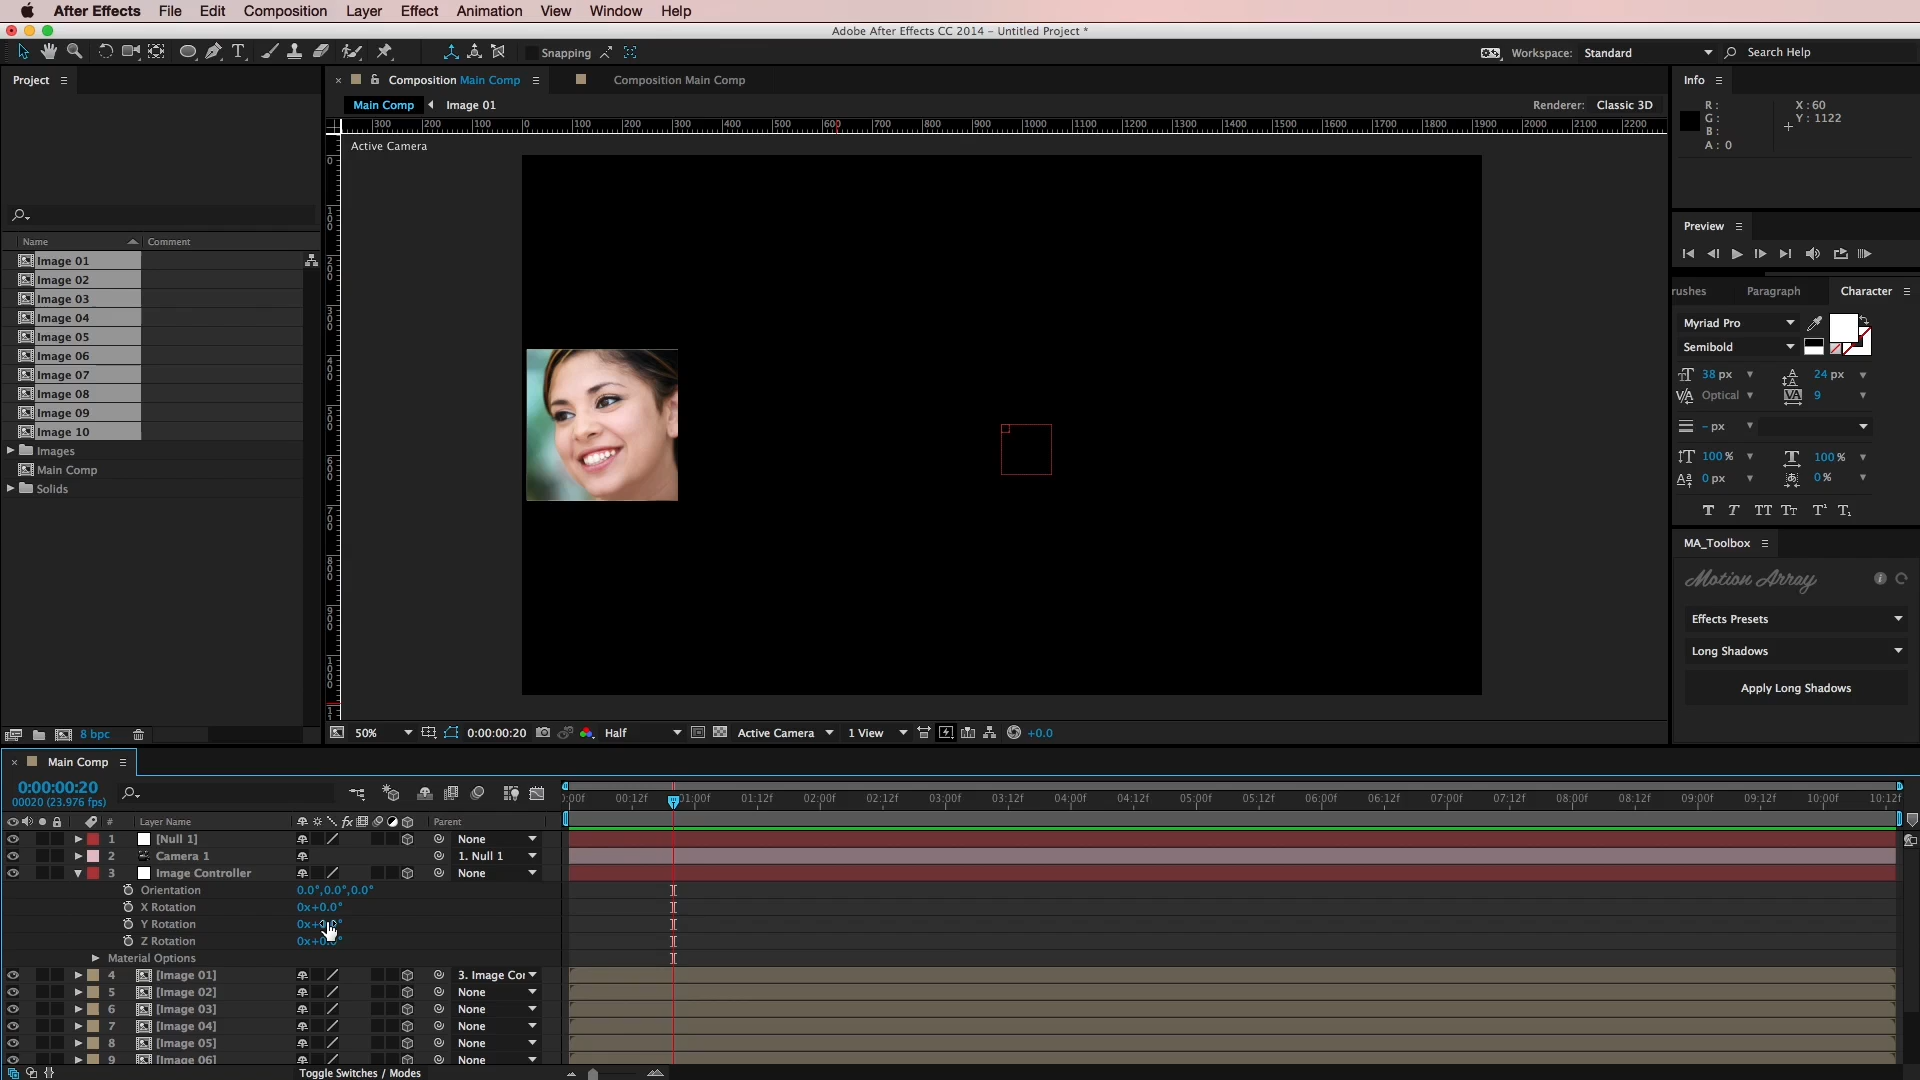 After Effects File Edit Composition Layer Effect Animation View Window Help
Adobe After Effects CC 2014 - Untitled Project *
Snapping
Workspace: Standard
Search Help
Project
Composition Main Comp
Composition Main Comp
Main Comp
Image 01
Renderer: Classic 3D
300 200 100 0 100 200 300 400 500 600 700 800 900 1000 1100 1200 1300 1400 1500 1600 1700 1800 1900 2000 2100 2200
Active Camera
Name Comment
Image 01
Image 02
Image 03
Image 04
Image 05
Image 06
Image 07
Image 08
Image 09
Image 10
Images
Main Comp
Solids
8 bpc
50%
0:00:00:20
Half
Active Camera
1 View
+0.0
Info
R:
G:
B:
A: 0
X: 60
Y: 1122
Preview
rushes Paragraph Character
Myriad Pro
Semibold
38 px 24 px
Optical 9
- px
100 % 100 %
0 px 0 %
MA_Toolbox
Motion Array
Effects Presets
Long Shadows
Apply Long Shadows
Main Comp
0:00:00:20
00020 (23.976 fps)
00:12f 01:00f 01:12f 02:00f 02:12f 03:00f 03:12f 04:00f 04:12f 05:00f 05:12f 06:00f 06:12f 07:00f 07:12f 08:00f 08:12f 09:00f 09:12f 10:00f 10:12f
# Layer Name Parent
1 [Null 1] None
2 Camera 1 1. Null 1
3 Image Controller None
Orientation 0.0°,0.0°,0.0°
X Rotation 0x+0.0°
Y Rotation
Z Rotation 0x+0.0°
Material Options
4 [Image 01] 3. Image Cor
5 [Image 02] None
6 [Image 03] None
7 [Image 04] None
8 [Image 05] None
9 [Image 06] None
Toggle Switches / Modes